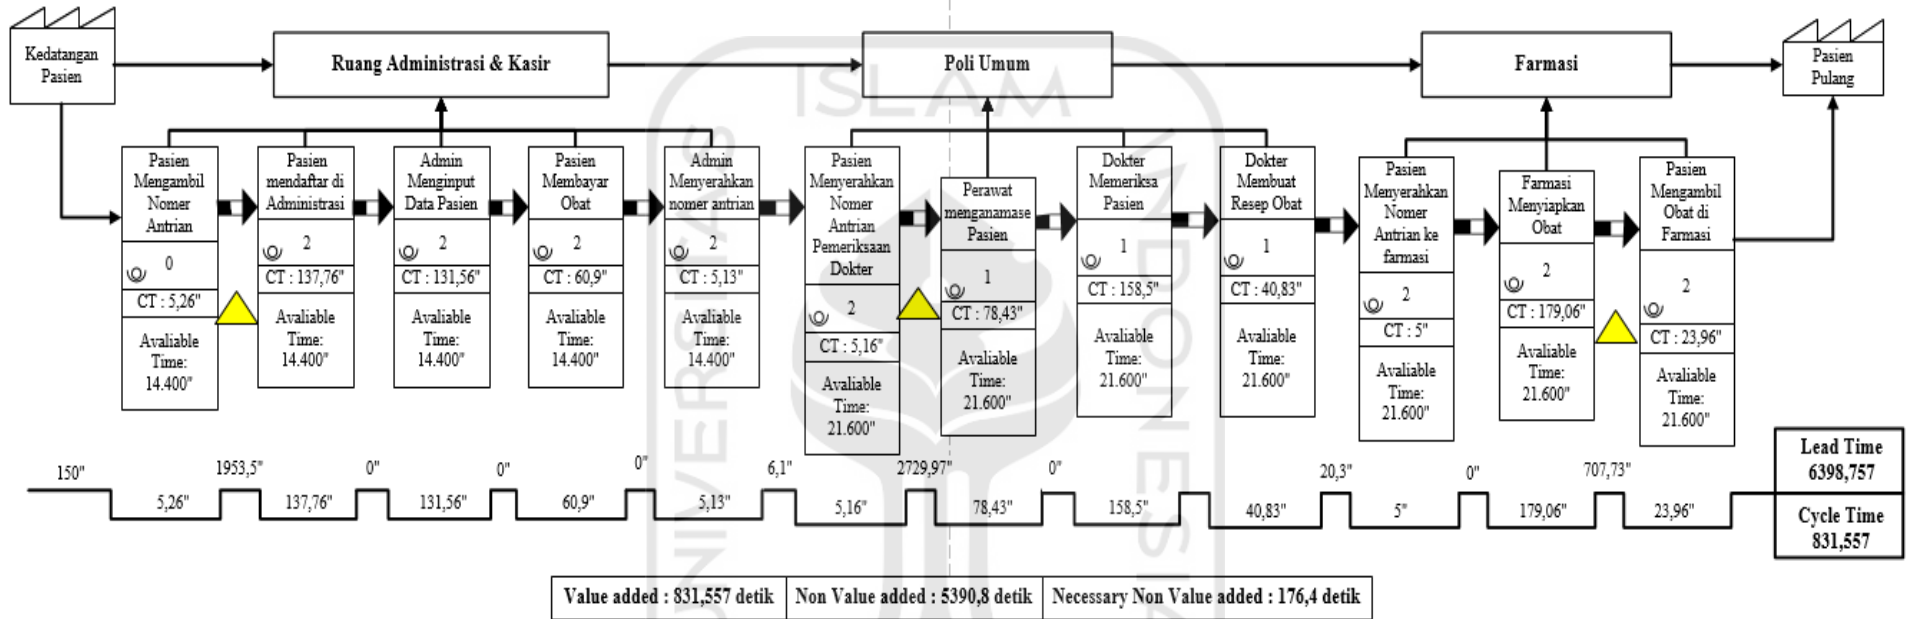 Kedatangan
Pasien
Ruang Administrasi & Kasir
Poli Umum
Farmasi
Pasien
Pulang
Pasien
Mengambil
Nomer
Antrian
0
CT : 5,26"
Avaliable
Time:
14.400"
Pasien
mendaftar di
Administrasi
2
CT : 137,76"
Avaliable
Time:
14.400"
Admin
Menginput
Data Pasien
2
CT : 131,56"
Avaliable
Time:
14.400"
Pasien
Membayar
Obat
2
CT : 60,9"
Avaliable
Time:
14.400"
Admin
Menyerahkan
nomer antrian
2
CT : 5,13"
Avaliable
Time:
14.400"
Pasien
Menyerahkan
Nomer
Antrian
Pemeriksaan
Dokter
2
CT : 5,16"
Avaliable
Time:
21.600"
Perawat
menganamase
Pasien
1
CT : 78,43"
Avaliable
Time:
21.600"
Dokter
Memeriksa
Pasien
1
CT : 158,5"
Avaliable
Time:
21.600"
Dokter
Membuat
Resep Obat
1
CT : 40,83"
Avaliable
Time:
21.600"
Pasien
Menyerahkan
Nomer
Antrian ke
farmasi
2
CT : 5"
Avaliable
Time:
21.600"
Farmasi
Menyiapkan
Obat
2
CT : 179,06"
Avaliable
Time:
21.600"
Pasien
Mengambil
Obat di
Farmasi
2
CT : 23,96"
Avaliable
Time:
21.600"
150" 1953,5" 0" 0" 0" 6,1" 2729,97" 0" 20,3" 0" 707,73"
5,26" 137,76" 131,56" 60,9" 5,13" 5,16" 78,43" 158,5" 40,83" 5" 179,06" 23,96"
Lead Time
6398,757
Cycle Time
831,557
Value added : 831,557 detik
Non Value added : 5390,8 detik
Necessary Non Value added : 176,4 detik
UNIVERSITAS
ISLAM
INDONESIA